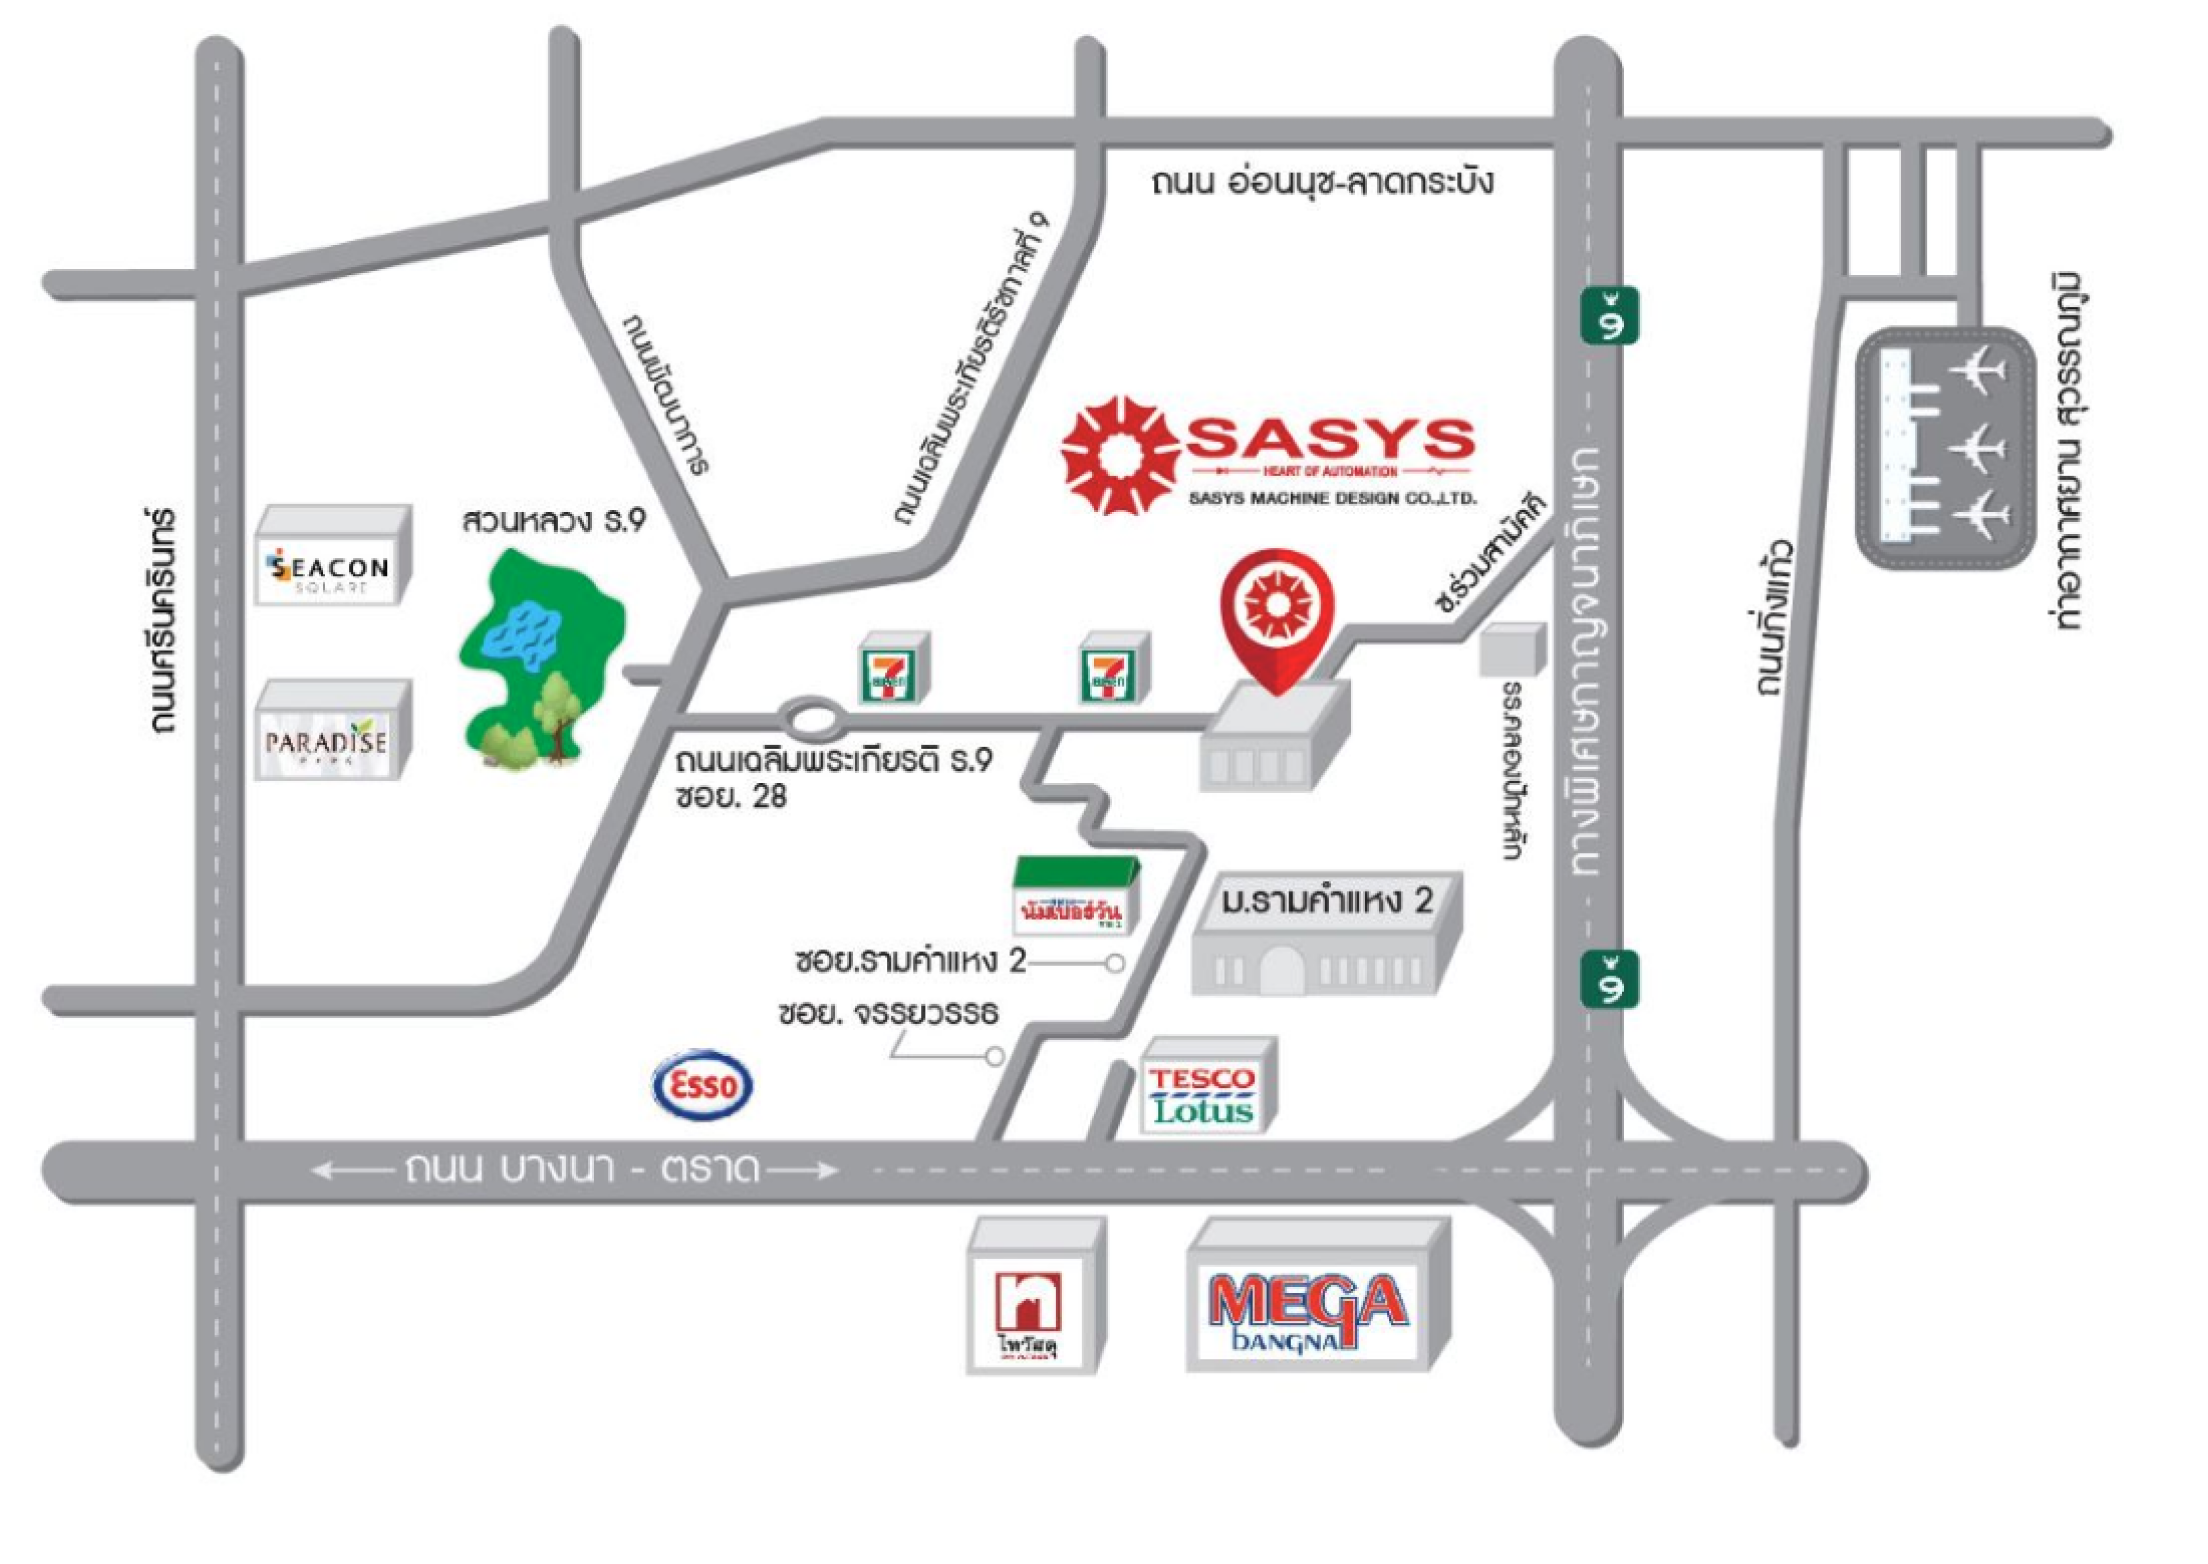 ถนน อ่อนนุช-ลาดกระบัง
ถนนเฉลิมพระเกียรติรัชกาลที่ ๙
ถนนพัฒนาการ
๙
ท่าอากาศยาน สุวรรณภูมิ
SASYS
HEART OF AUTOMATION
SASYS MACHINE DESIGN CO.,LTD.
ถนนศรีนครินทร์
SEACON
SQUARE
สวนหลวง ร.9
ซ.ร่วมสามัคคี
ทางพิเศษกาญจนาภิเษก
ถนนกิ่งแก้ว
7
ELEVEN
7
ELEVEN
PARADISE
PARK
ถนนเฉลิมพระเกียรติ ร.9
ซอย. 28
รร.คลองปักหลัก
นัมเบอร์วัน
ม.รามคำแหง 2
ซอย.รามคำแหง 2
ซอย. จรรยวรรธ
๙
Esso
TESCO
Lotus
ถนน บางนา - ตราด
ไทวัสดุ
MEGA
BANGNA